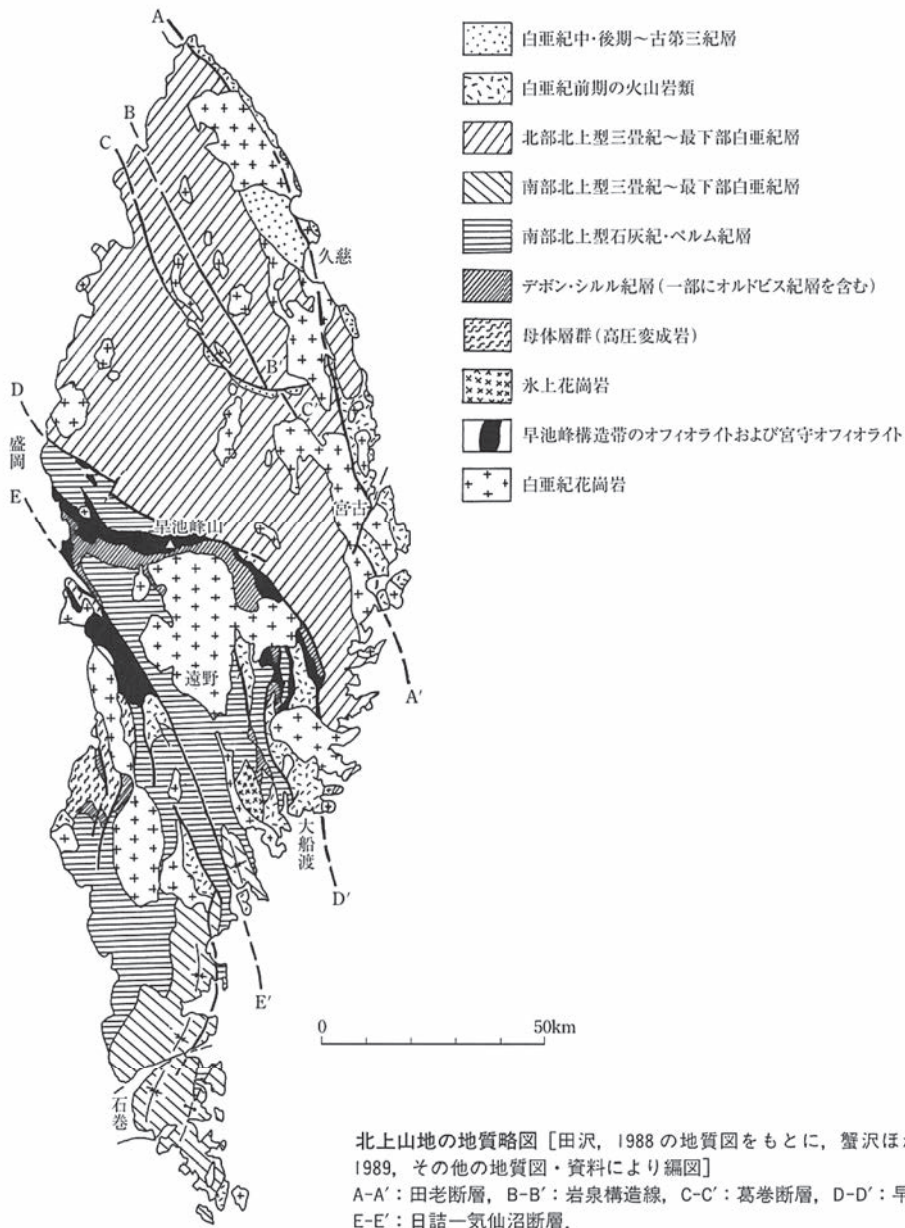 A
B
C
D
E
盛岡
久慈
B′
C′
宮古
早池峰山
遠野
A′
大船渡
D′
E′
石巻
0
50km
白亜紀中・後期～古第三紀層
白亜紀前期の火山岩類
北部北上型三畳紀～最下部白亜紀層
南部北上型三畳紀～最下部白亜紀層
南部北上型石灰紀・ペルム紀層
デボン・シルル紀層(一部にオルドビス紀層を含む)
母体層群(高圧変成岩)
氷上花崗岩
早池峰構造帯のオフィオライトおよび宮守オフィオライト
白亜紀花崗岩
北上山地の地質略図［田沢, 1988の地質図をもとに, 蟹沢ほか
1989, その他の地質図・資料により編図］
A-A′：田老断層, B-B′：岩泉構造線, C-C′：葛巻断層, D-D′：早
E-E′：日詰—気仙沼断層.